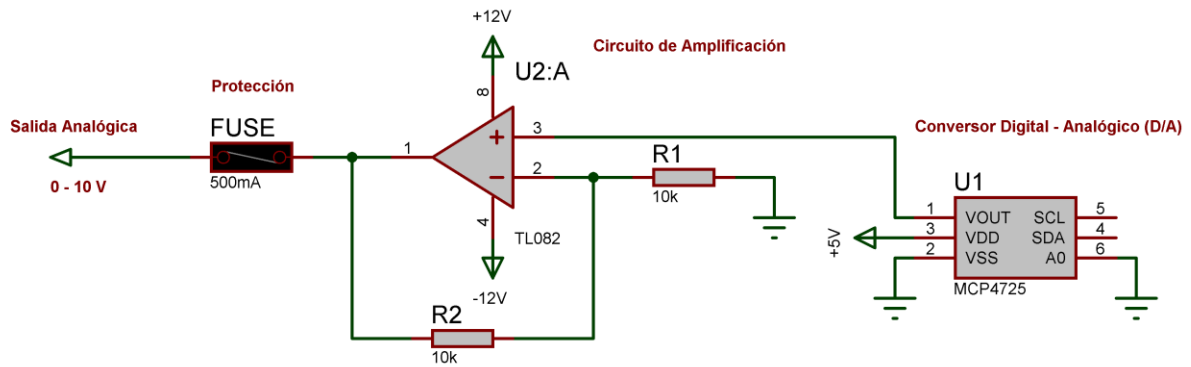 +12V
Circuito de Amplificación
U2:A
8
Protección
Salida Analógica
FUSE
500mA
0 - 10 V
1
3
2
4
TL082
-12V
R1
10k
R2
10k
Conversor Digital - Analógico (D/A)
U1
1
VOUT
SCL
5
+5V
3
VDD
SDA
4
2
VSS
A0
6
MCP4725